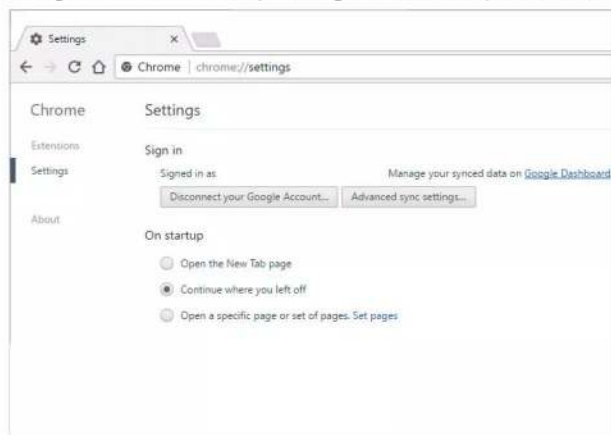 Settings
Chrome | chrome://settings
Chrome
Settings
Extensions
Settings
About
Sign in
Signed in as
Manage your synced data on Google Dashboard
Disconnect your Google Account...
Advanced sync settings...
On startup
Open the New Tab page
Continue where you left off
Open a specific page or set of pages. Set pages